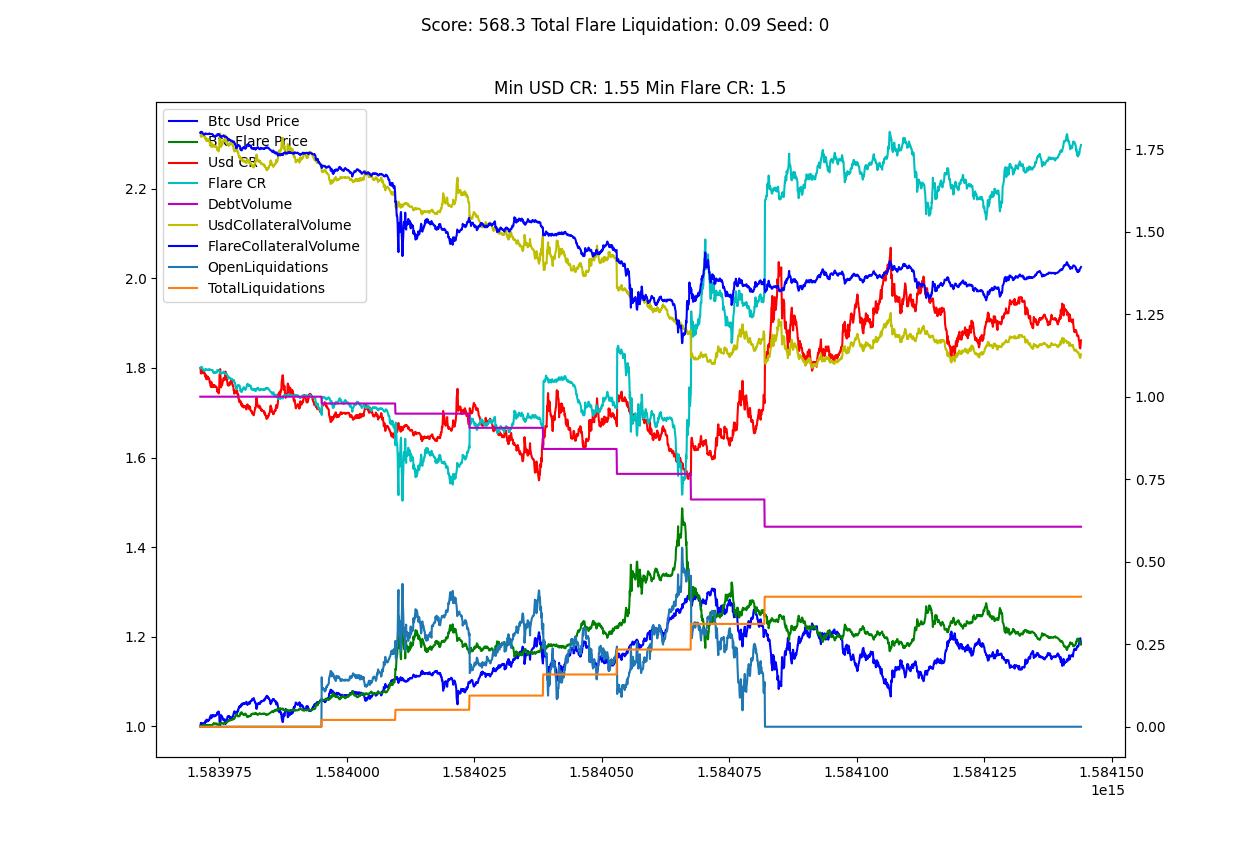 Score: 568.3 Total Flare Liquidation: 0.09 Seed: 0
Min USD CR: 1.55 Min Flare CR: 1.5
Btc Usd Price
Btc Flare Price
Usd CR
Flare CR
DebtVolume
UsdCollateralVolume
FlareCollateralVolume
OpenLiquidations
TotalLiquidations
2.2
2.0
1.8
1.6
1.4
1.2
1.0
1.75
1.50
1.25
1.00
0.75
0.50
0.25
0.00
1.583975 1.584000 1.584025 1.584050 1.584075 1.584100 1.584125 1.584150
1e15